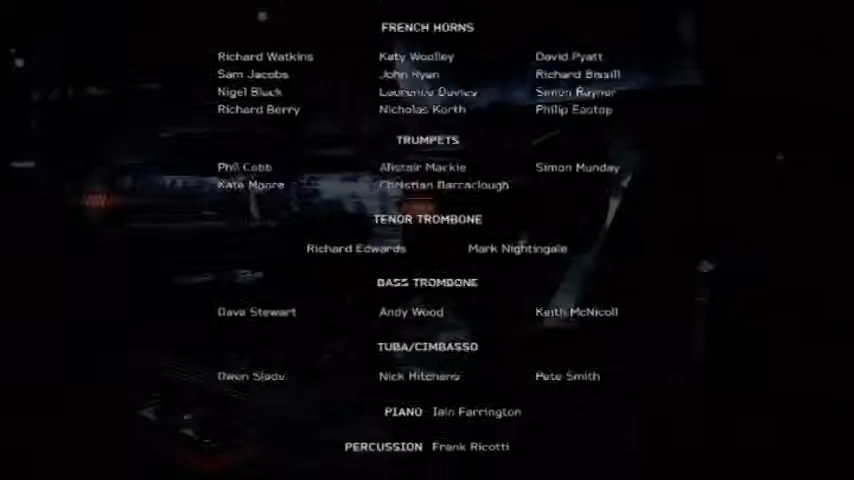 FRENCH HORNS
Richard Watkins Katy Woolley David Pyatt
Sam Jacobs John Ryan Richard Bissill
Nigel Black Laurence Davies Simon Rayner
Richard Berry Nicholas Korth Philip Eastop
TRUMPETS
Phil Cobb Alistair Mackie Simon Munday
Kate Moore Christian Barraclough
TENOR TROMBONE
Richard Edwards Mark Nightingale
BASS TROMBONE
Dave Stewart Andy Wood Keith McNicoll
TUBA/CIMBASSO
Owen Slade Nick Hitchens Pete Smith
PIANO Iain Farrington
PERCUSSION Frank Ricotti